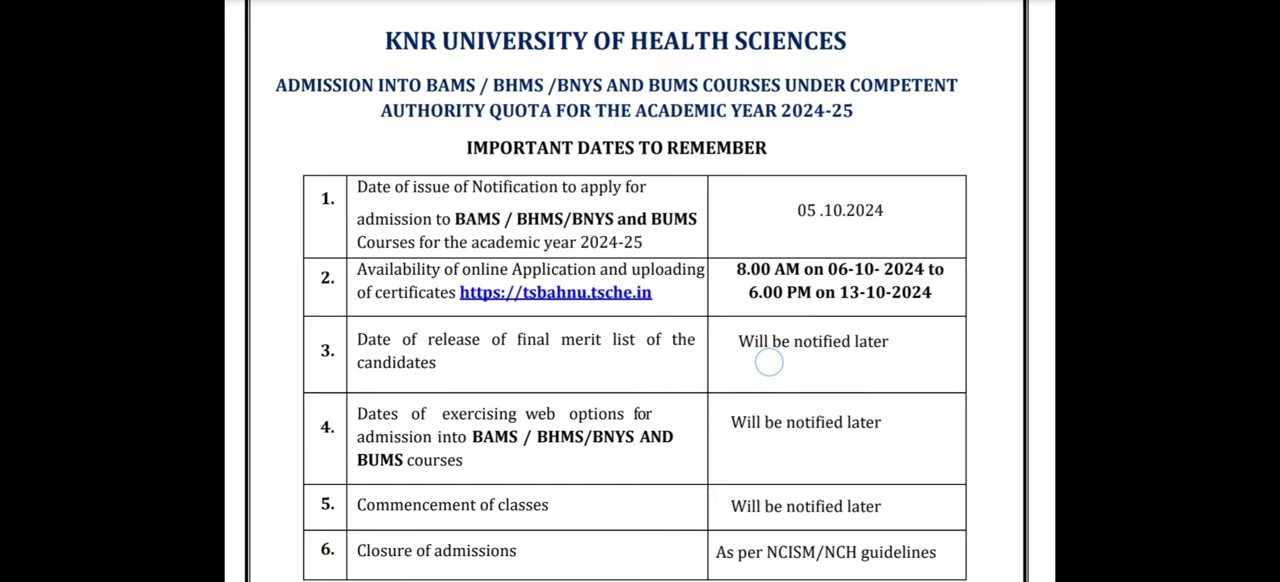 KNR UNIVERSITY OF HEALTH SCIENCES
ADMISSION INTO BAMS / BHMS /BNYS AND BUMS COURSES UNDER COMPETENT
AUTHORITY QUOTA FOR THE ACADEMIC YEAR 2024-25
IMPORTANT DATES TO REMEMBER
1.
Date of issue of Notification to apply for
admission to BAMS / BHMS/BNYS and BUMS
Courses for the academic year 2024-25
05 .10.2024
2.
Availability of online Application and uploading
of certificates https://tsbahnu.tsche.in
8.00 AM on 06-10- 2024 to
6.00 PM on 13-10-2024
3.
Date of release of final merit list of the
candidates
Will be notified later
4.
Dates of exercising web options for
admission into BAMS / BHMS/BNYS AND
BUMS courses
Will be notified later
5.
Commencement of classes
Will be notified later
6.
Closure of admissions
As per NCISM/NCH guidelines